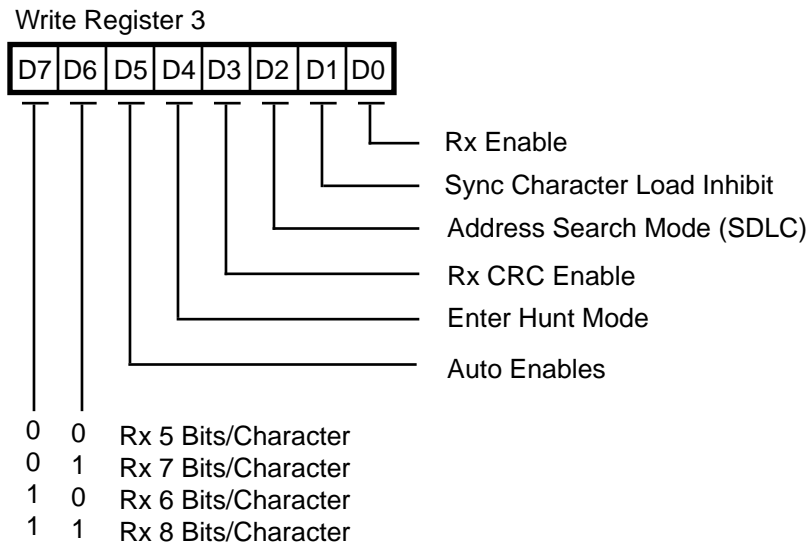 Write Register 3
D7 D6 D5 D4 D3 D2 D1 D0
Rx Enable
Sync Character Load Inhibit
Address Search Mode (SDLC)
Rx CRC Enable
Enter Hunt Mode
Auto Enables
0 0 Rx 5 Bits/Character
0 1 Rx 7 Bits/Character
1 0 Rx 6 Bits/Character
1 1 Rx 8 Bits/Character